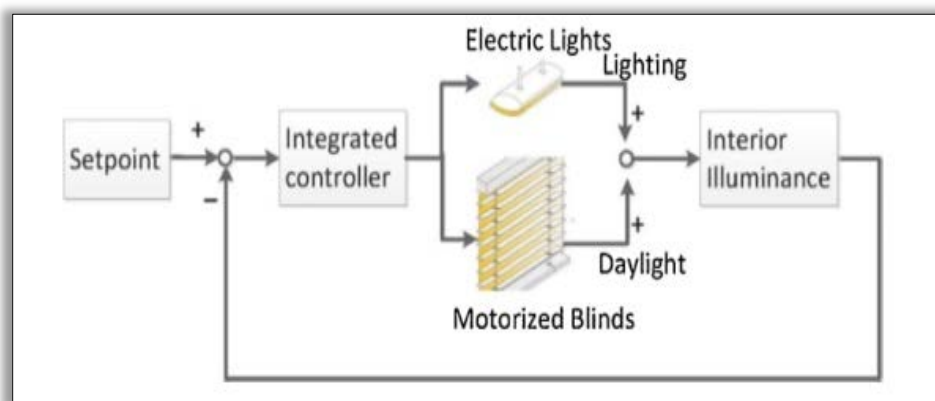 Electric Lights
Lighting
+
+
Setpoint
Integrated
controller
Interior
Illuminance
−
+
Daylight
Motorized Blinds